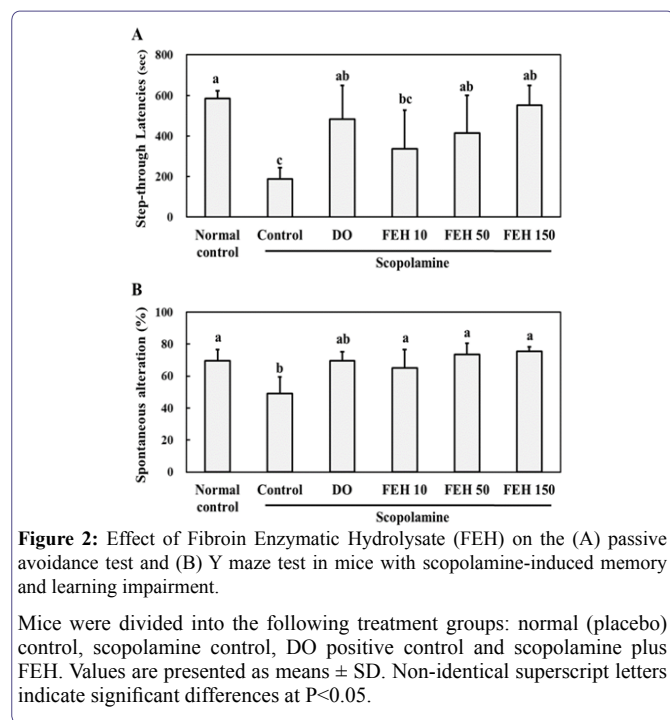 A
800
600
400
200
0
Step-through Latencies (sec)
a
c
ab
bc
ab
ab
Normal control
Control
DO
FEH 10
FEH 50
FEH 150
Scopolamine
B
100
80
60
40
20
0
Spontaneous alteration (%)
a
b
ab
a
a
a
Normal control
Control
DO
FEH 10
FEH 50
FEH 150
Scopolamine
Figure 2: Effect of Fibroin Enzymatic Hydrolysate (FEH) on the (A) passive
avoidance test and (B) Y maze test in mice with scopolamine-induced memory
and learning impairment.
Mice were divided into the following treatment groups: normal (placebo)
control, scopolamine control, DO positive control and scopolamine plus
FEH. Values are presented as means ± SD. Non-identical superscript letters
indicate significant differences at P<0.05.